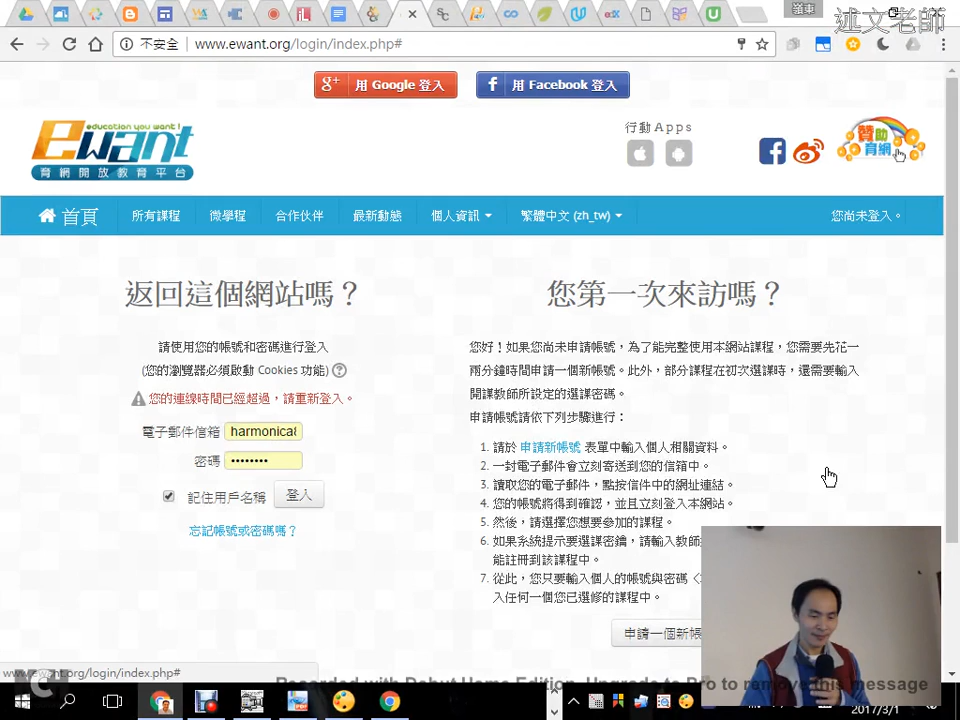 述文老師
不安全 www.ewant.org/login/index.php#
g+ 用 Google 登入
f 用 Facebook 登入
education you want!
ewant
育網開放教育平台
行動Apps
贊助
育網
首頁 所有課程 微學程 合作伙伴 最新動態 個人資訊 繁體中文 (zh_tw) 您尚未登入。
返回這個網站嗎？
請使用您的帳號和密碼進行登入
(您的瀏覽器必須啟動 Cookies 功能)
您的連線時間已經超過，請重新登入。
電子郵件信箱 harmonica8
密碼 ••••••••
記住用戶名稱 登入
忘記帳號或密碼嗎？
您第一次來訪嗎？
您好！如果您尚未申請帳號，為了能完整使用本網站課程，您需要先花一
兩分鐘時間申請一個新帳號。此外，部分課程在初次選課時，還需要輸入
開課教師所設定的選課密碼。
申請帳號請依下列步驟進行：
1. 請於 申請新帳號 表單中輸入個人相關資料。
2. 一封電子郵件會立刻寄送到您的信箱中。
3. 讀取您的電子郵件，點按信件中的網址連結。
4. 您的帳號將得到確認，並且立刻登入本網站。
5. 然後，請選擇您想要參加的課程。
6. 如果系統提示要選課密鑰，請輸入教師
能註冊到該課程中。
7. 從此，您只要輸入個人的帳號與密碼
入任何一個您已選修的課程中。
申請一個新帳
www.ewant.org/login/index.php#
Recorded with Debut Home Edition. Upgrade to Pro to remove this message
2017/3/1